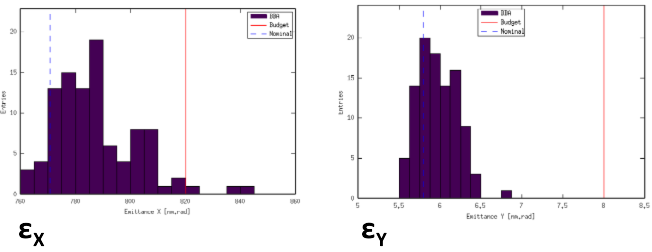 BBA
Budget
Nominal
20
15
10
5
0
Entries
760
780
800
820
840
860
Emittance X [nm.rad]
εX
BBA
Budget
Nominal
20
15
10
5
0
Entries
5
5,5
6
6,5
7
7,5
8
8,5
Emittance Y [nm.rad]
εY